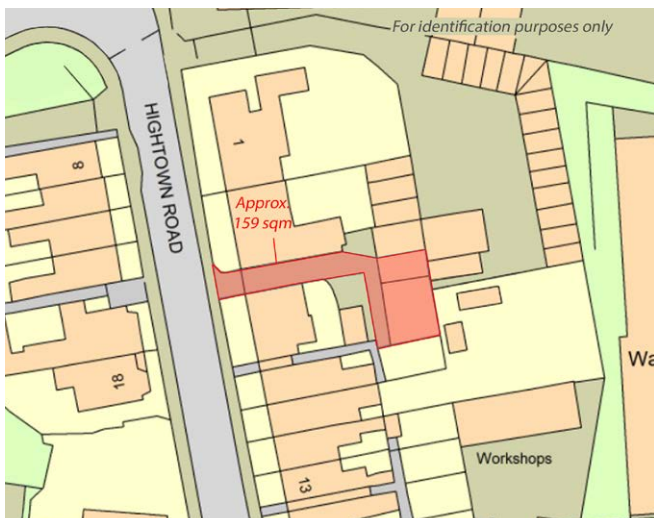 For identification purposes only
HIGHTOWN ROAD
8
1
Approx.
159 sqm
18
13
Workshops
Wa